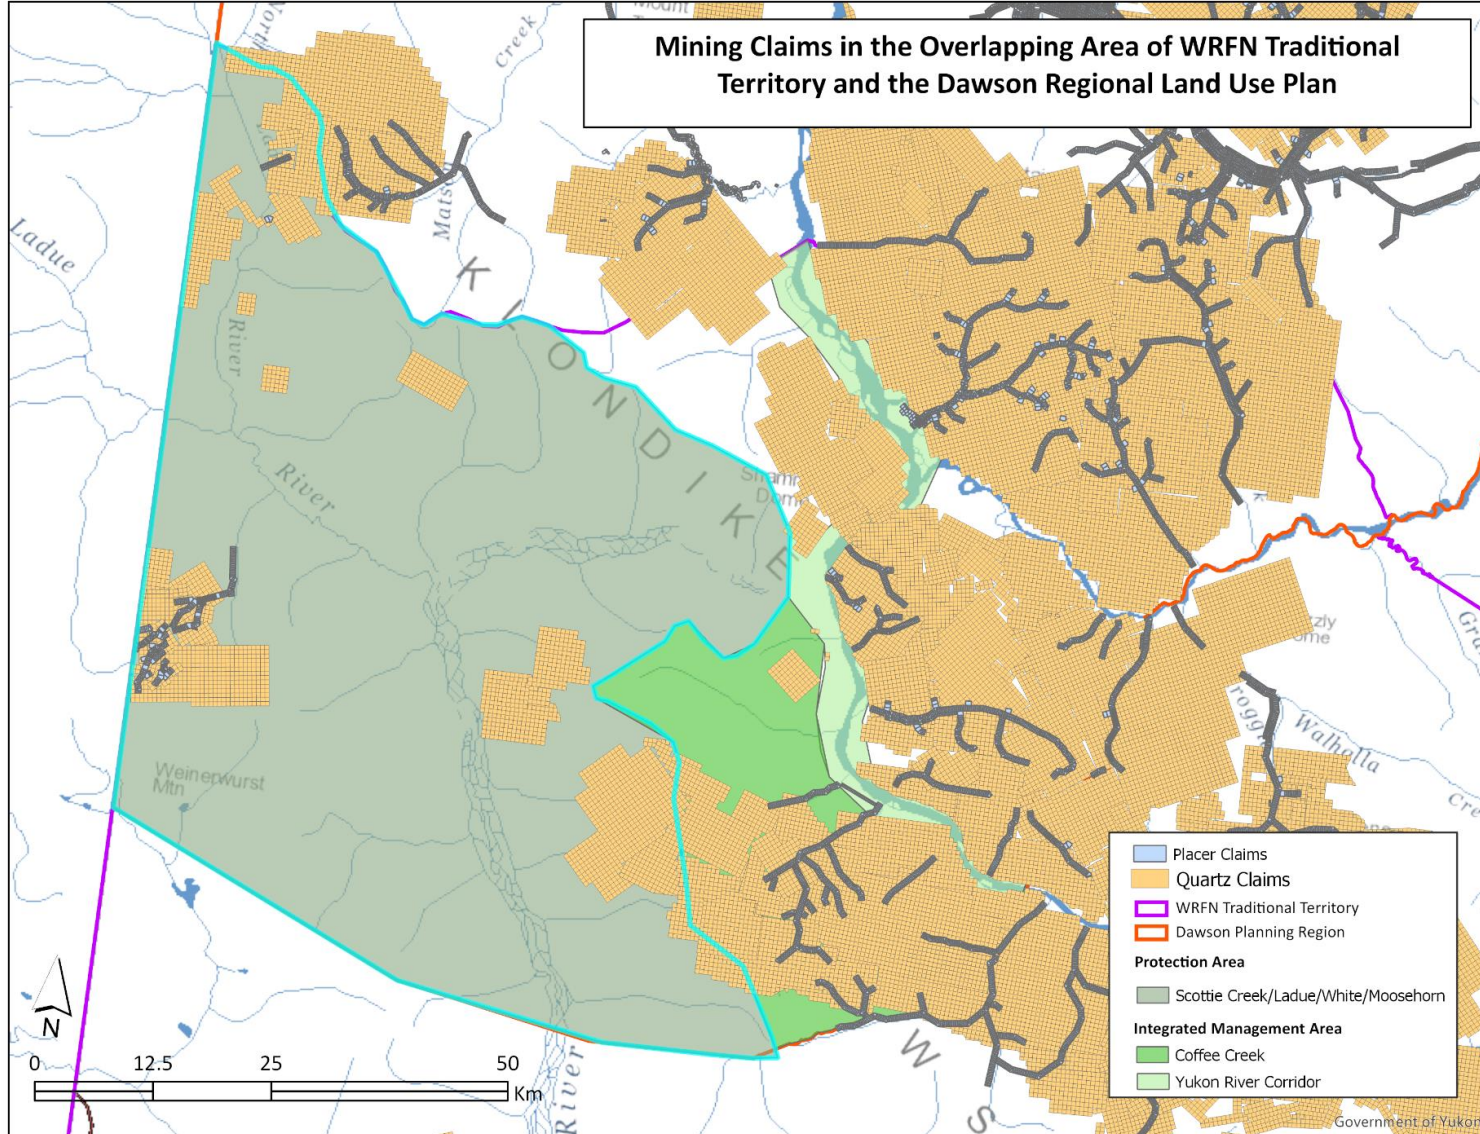 Mining Claims in the Overlapping Area of WRFN Traditional
Territory and the Dawson Regional Land Use Plan
Mount
North
Creek
Ladue
River
River
K L O N D I K E
Weinerwurst
Mtn
Walhalla
River
W
S
N
0 12.5 25 50
Km
Placer Claims
Quartz Claims
WRFN Traditional Territory
Dawson Planning Region
Protection Area
Scottie Creek/Ladue/White/Moosehorn
Integrated Management Area
Coffee Creek
Yukon River Corridor
Government of Yuko